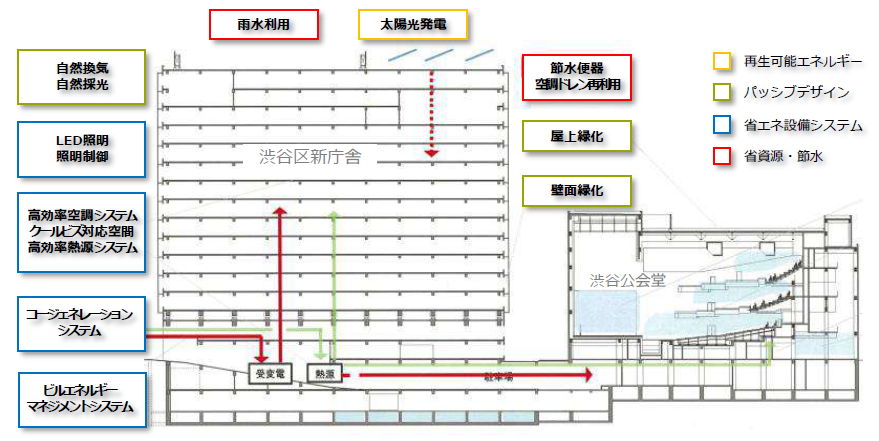 雨水利用
太陽光発電
自然換気
自然採光
節水便器
空調ドレン再利用
再生可能エネルギー
パッシブデザイン
省エネ設備システム
省資源・節水
LED照明
照明制御
屋上緑化
渋谷区新庁舎
壁面緑化
高効率空調システム
クールビズ対応空間
高効率熱源システム
渋谷公会堂
コージェネレーション
システム
受変電
熱源
駐車場
ビルエネルギー
マネジメントシステム